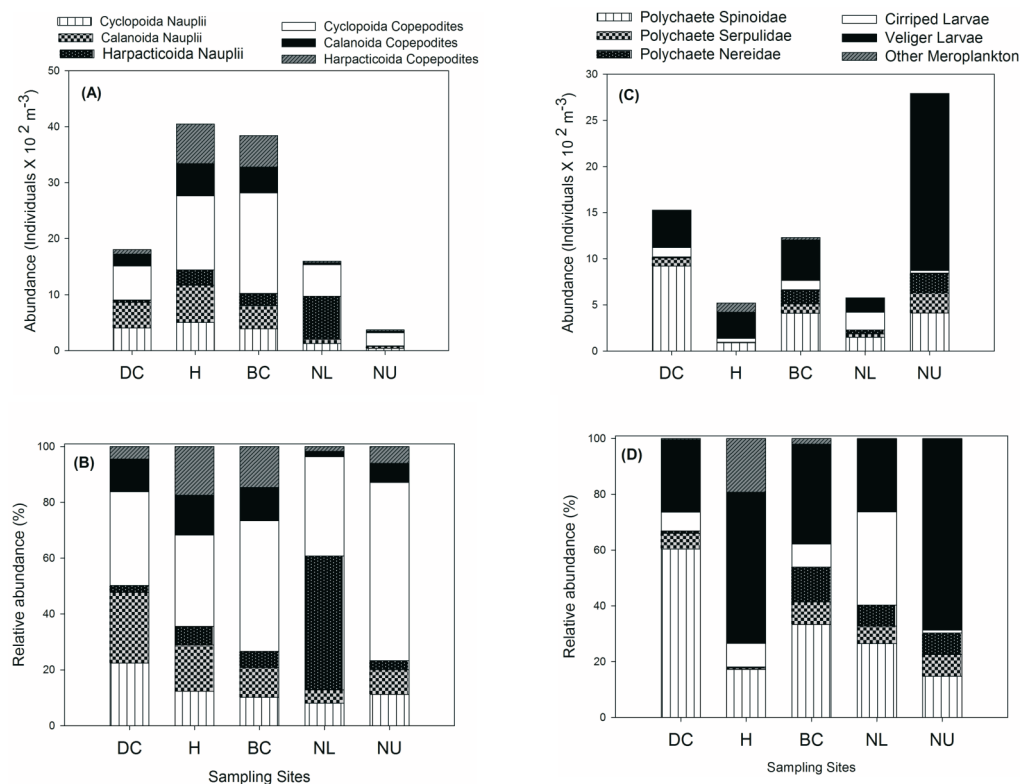 Cyclopoida Nauplii
Calanoida Nauplii
Harpacticoida Nauplii
Cyclopoida Copepodites
Calanoida Copepodites
Harpacticoida Copepodites
(A)
Abundance (Individuals X 10 2 m-3)
50
40
30
20
10
0
DC H BC NL NU
Polychaete Spinoidae
Polychaete Serpulidae
Polychaete Nereidae
Cirriped Larvae
Veliger Larvae
Other Meroplankton
(C)
Abundance (Individuals X 10 2 m-3)
30
25
20
15
10
5
0
DC H BC NL NU
(B)
Relative abundance (%)
100
80
60
40
20
0
DC H BC NL NU
Sampling Sites
(D)
Relative abundance (%)
100
80
60
40
20
0
DC H BC NL NU
Sampling Sites